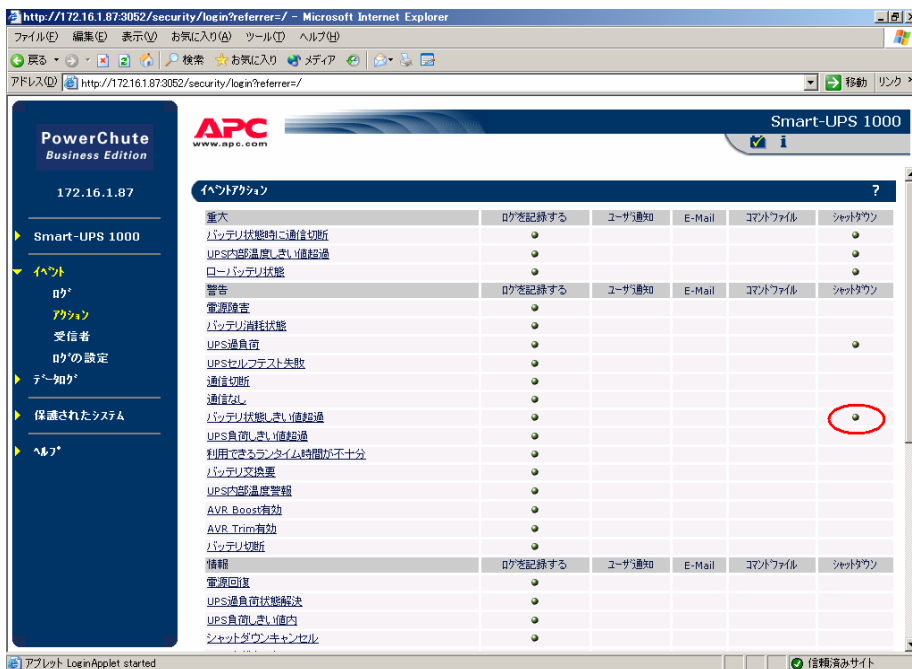 http://172.16.1.87:3052/security/login?referrer=/ - Microsoft Internet Explorer
ファイル(F) 編集(E) 表示(V) お気に入り(A) ツール(T) ヘルプ(H)
戻る 検索 お気に入り メディア
アドレス(D) http://172.16.1.87:3052/security/login?referrer=/ 移動 リンク »
PowerChute
Business Edition
172.16.1.87
Smart-UPS 1000
イベント
ログ
アクション
受信者
ログの設定
データログ
保護されたシステム
ヘルプ
APC
www.apc.com
Smart-UPS 1000
i
イベントアクション ?
重大 ログを記録する ユーザ通知 E-Mail コマンドファイル シャットダウン
バッテリ状態時に通信切断
UPS内部温度しきい値超過
ローバッテリ状態
警告 ログを記録する ユーザ通知 E-Mail コマンドファイル シャットダウン
電源障害
バッテリ消耗状態
UPS過負荷
UPSセルフテスト失敗
通信切断
通信なし
バッテリ状態しきい値超過
UPS負荷しきい値超過
利用できるランタイム時間が不十分
バッテリ交換要
UPS内部温度警報
AVR Boost有効
AVR Trim有効
バッテリ切断
情報 ログを記録する ユーザ通知 E-Mail コマンドファイル シャットダウン
電源回復
UPS過負荷状態解決
UPS負荷しきい値内
シャットダウンキャンセル
アプレット LoginApplet started 信頼済みサイト